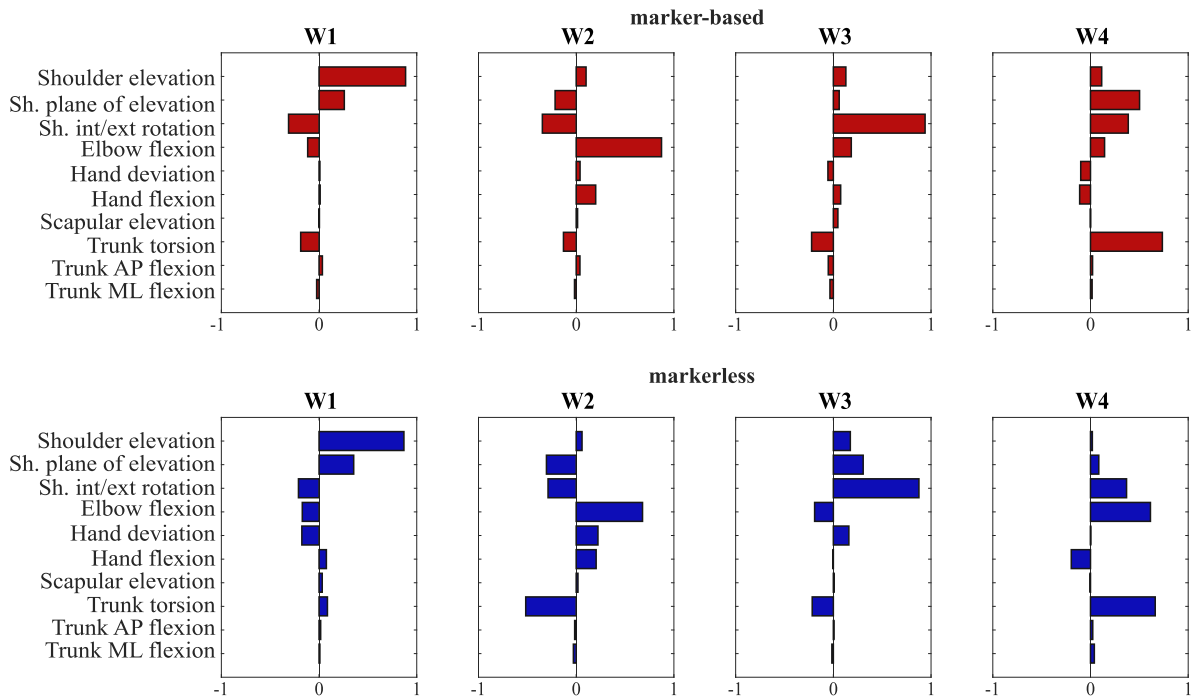 marker-based
W1 W2 W3 W4
Shoulder elevation
Sh. plane of elevation
Sh. int/ext rotation
Elbow flexion
Hand deviation
Hand flexion
Scapular elevation
Trunk torsion
Trunk AP flexion
Trunk ML flexion
-1 0 1 -1 0 1 -1 0 1 -1 0 1
markerless
W1 W2 W3 W4
Shoulder elevation
Sh. plane of elevation
Sh. int/ext rotation
Elbow flexion
Hand deviation
Hand flexion
Scapular elevation
Trunk torsion
Trunk AP flexion
Trunk ML flexion
-1 0 1 -1 0 1 -1 0 1 -1 0 1